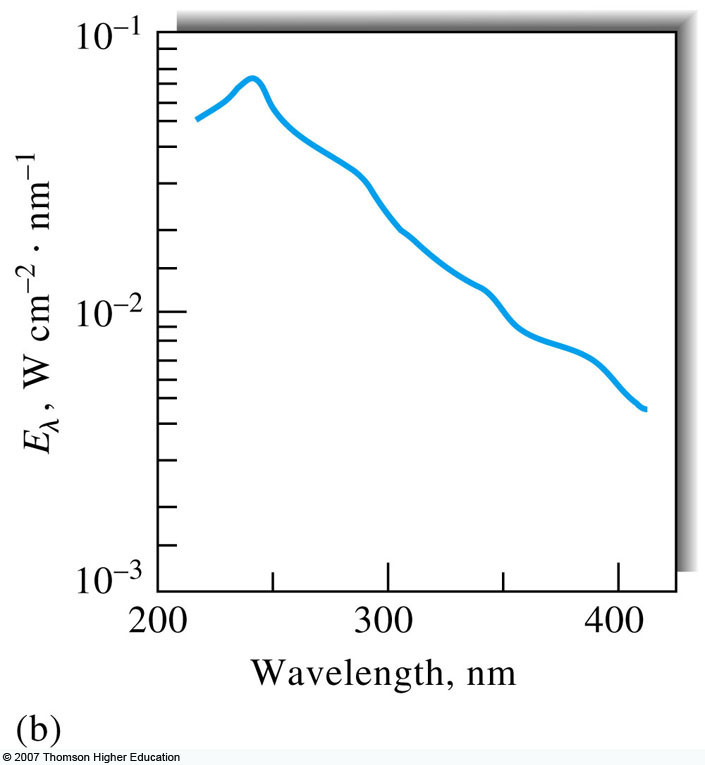 10⁻¹
10⁻²
10⁻³
E_λ, W cm⁻² · nm⁻¹
200 300 400
Wavelength, nm
(b)
© 2007 Thomson Higher Education